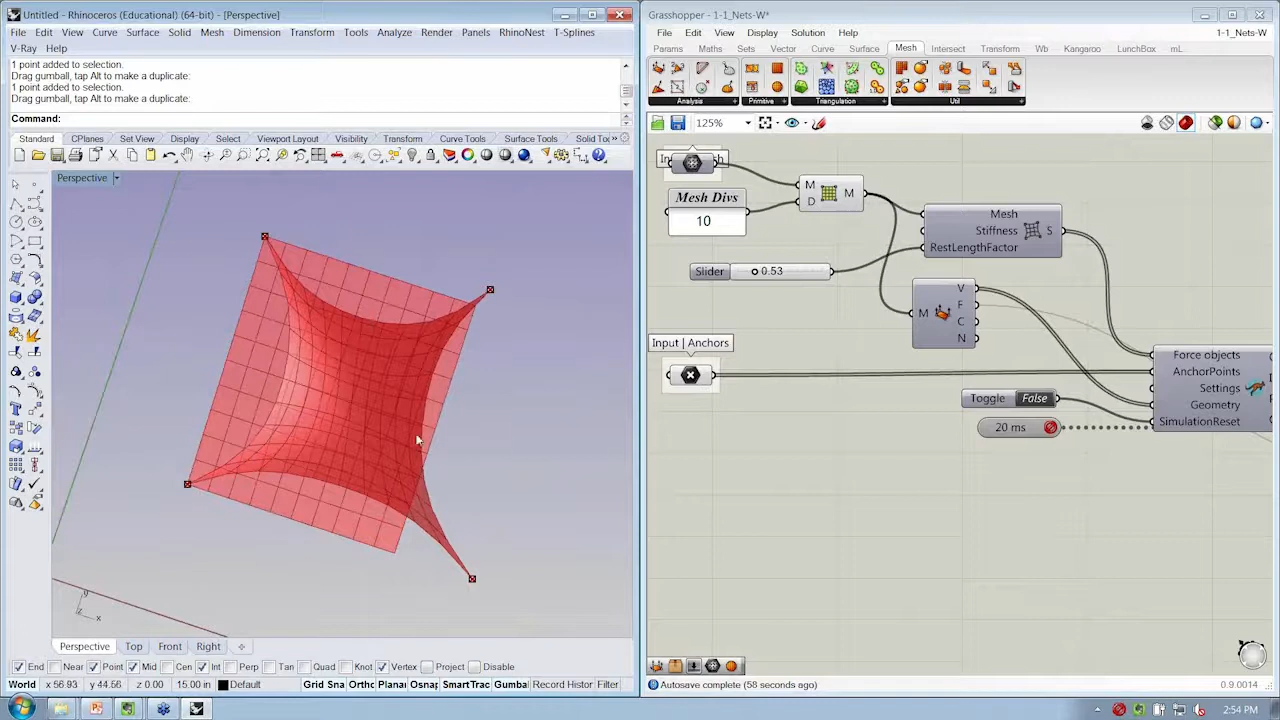 Untitled - Rhinoceros (Educational) (64-bit) - [Perspective]
File Edit View Curve Surface Solid Mesh Dimension Transform Tools Analyze Render Panels RhinoNest T-Splines
V-Ray Help
1 point added to selection.
Drag gumball, tap Alt to make a duplicate:
1 point added to selection.
Drag gumball, tap Alt to make a duplicate:
Command:
Standard CPlanes Set View Display Select Viewport Layout Visibility Transform Curve Tools Surface Tools Solid To
Perspective
z x
Perspective Top Front Right
End Near Point Mid Cen Int Perp Tan Quad Knot Vertex Project Disable
World x 56.93 y 44.56 z 0.00 15.00 in Default Grid Sna Ortho Planar Osnap SmartTrac Gumba Record Histor Filter
Grasshopper - 1-1_Nets-W*
File Edit View Display Solution Help 1-1_Nets-W
Params Maths Sets Vector Curve Surface Mesh Intersect Transform Wb Kangaroo LunchBox mL
Analysis Primitive Triangulation Util
125%
Mesh Divs
10
M
D
M
Mesh
Stiffness
RestLengthFactor
S
Slider 0.53
M
V
F
C
N
Input | Anchors
Toggle False
20 ms
Force objects
AnchorPoints
Settings
Geometry
SimulationReset
Autosave complete (58 seconds ago) 0.9.0014
2:54 PM